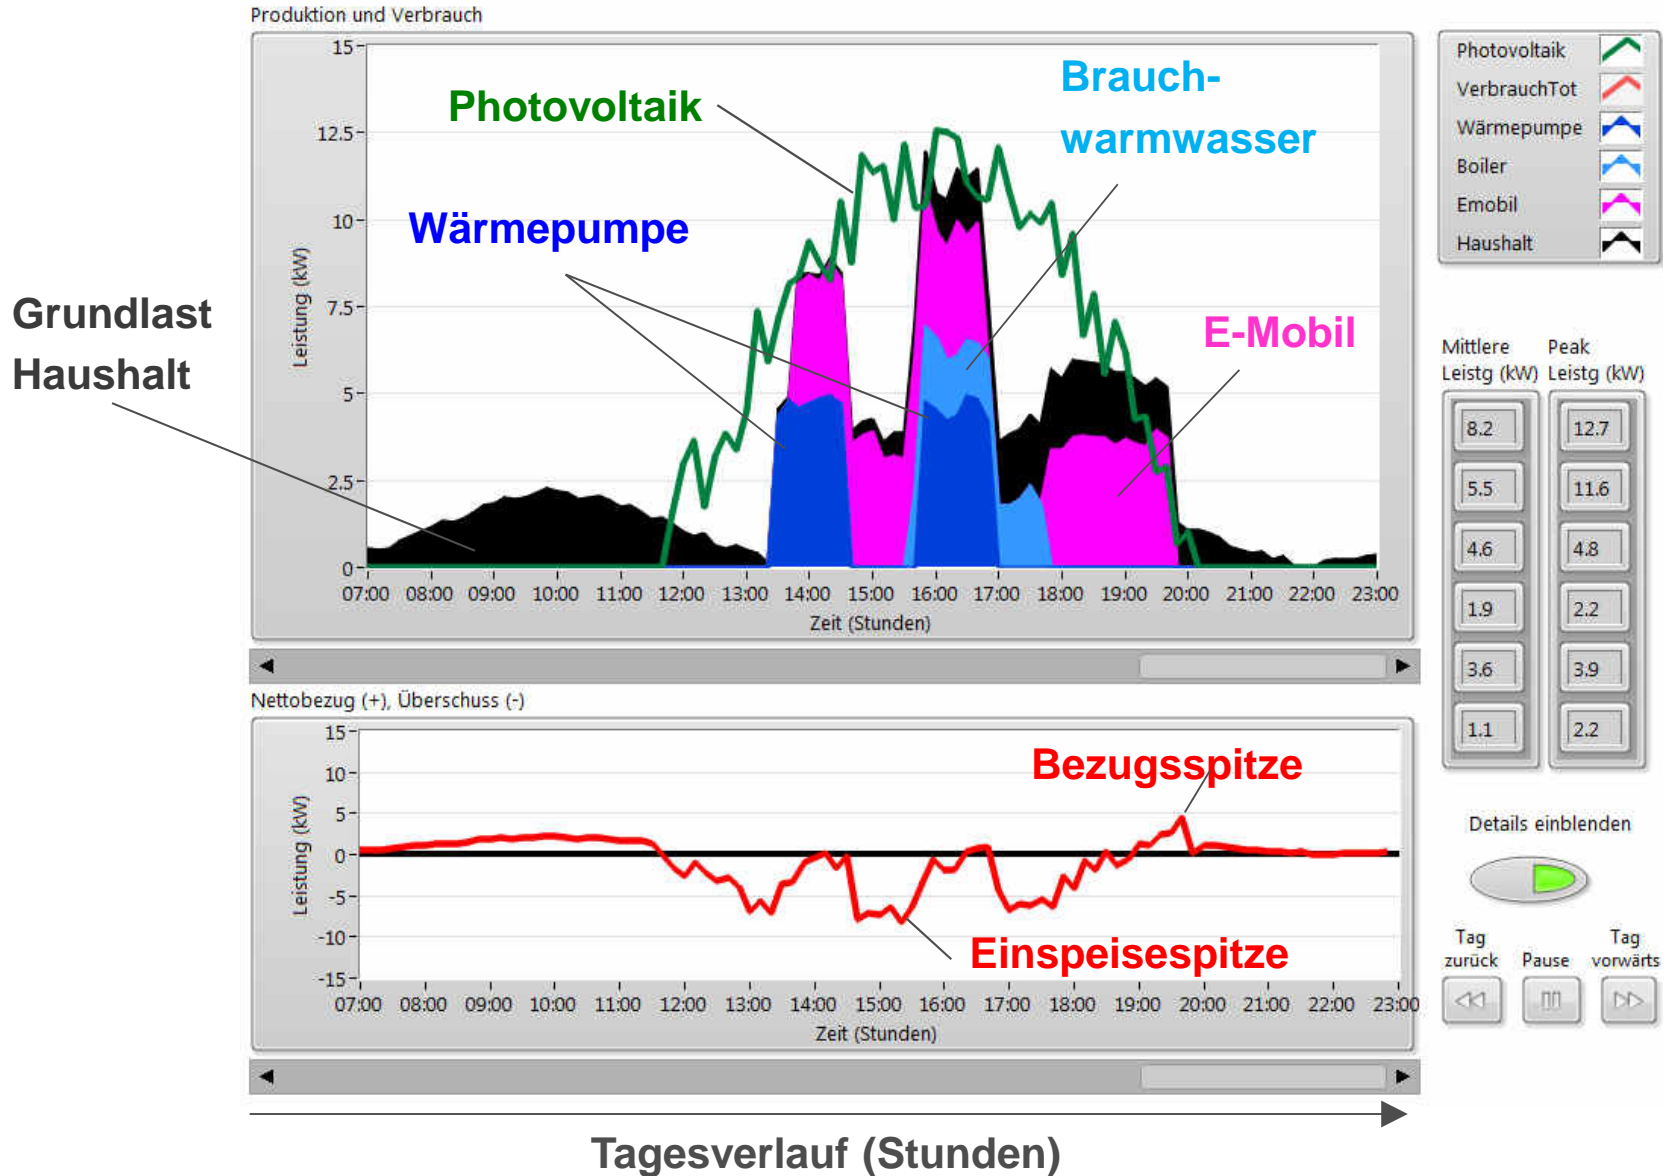 Produktion und Verbrauch
15
12.5
10
7.5
5
2.5
0
Leistung (kW)
Photovoltaik
Brauch-
warmwasser
Wärmepumpe
E-Mobil
Grundlast
Haushalt
07:00 08:00 09:00 10:00 11:00 12:00 13:00 14:00 15:00 16:00 17:00 18:00 19:00 20:00 21:00 22:00 23:00
Zeit (Stunden)
Photovoltaik
VerbrauchTot
Wärmepumpe
Boiler
Emobil
Haushalt
Mittlere Peak
Leistg (kW) Leistg (kW)
8.2 12.7
5.5 11.6
4.6 4.8
1.9 2.2
3.6 3.9
1.1 2.2
Nettobezug (+), Überschuss (-)
15
10
5
0
-5
-10
-15
Leistung (kW)
Bezugsspitze
Einspeisespitze
07:00 08:00 09:00 10:00 11:00 12:00 13:00 14:00 15:00 16:00 17:00 18:00 19:00 20:00 21:00 22:00 23:00
Zeit (Stunden)
Details einblenden
Tag Tag
zurück Pause vorwärts
Tagesverlauf (Stunden)